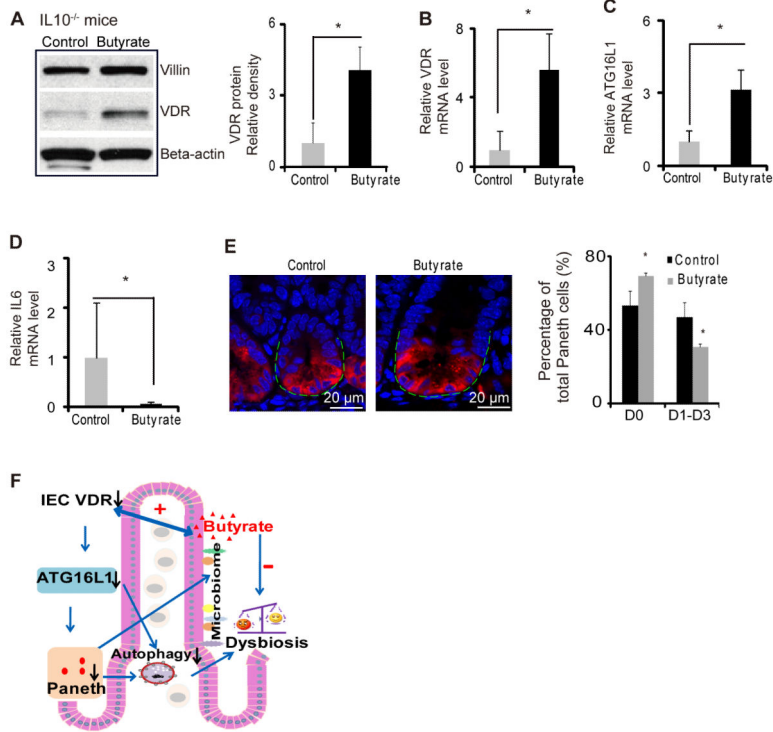 A
IL10-/- mice
Control Butyrate
Villin
VDR
Beta-actin
VDR protein
Relative density
6
3
0
Control Butyrate
*
B
Relative VDR
mRNA level
8
4
0
Control Butyrate
*
C
Relative ATG16L1
mRNA level
6
3
0
Control Butyrate
*
D
Relative IL6
mRNA level
3
2
1
0
Control Butyrate
*
E
Control
Butyrate
20 µm
20 µm
Percentage of
total Paneth cells (%)
80
40
0
*
*
Control
Butyrate
D0 D1-D3
F
IEC VDR
+
Butyrate
ATG16L1
Microbiome
–
Autophagy
Dysbiosis
Paneth